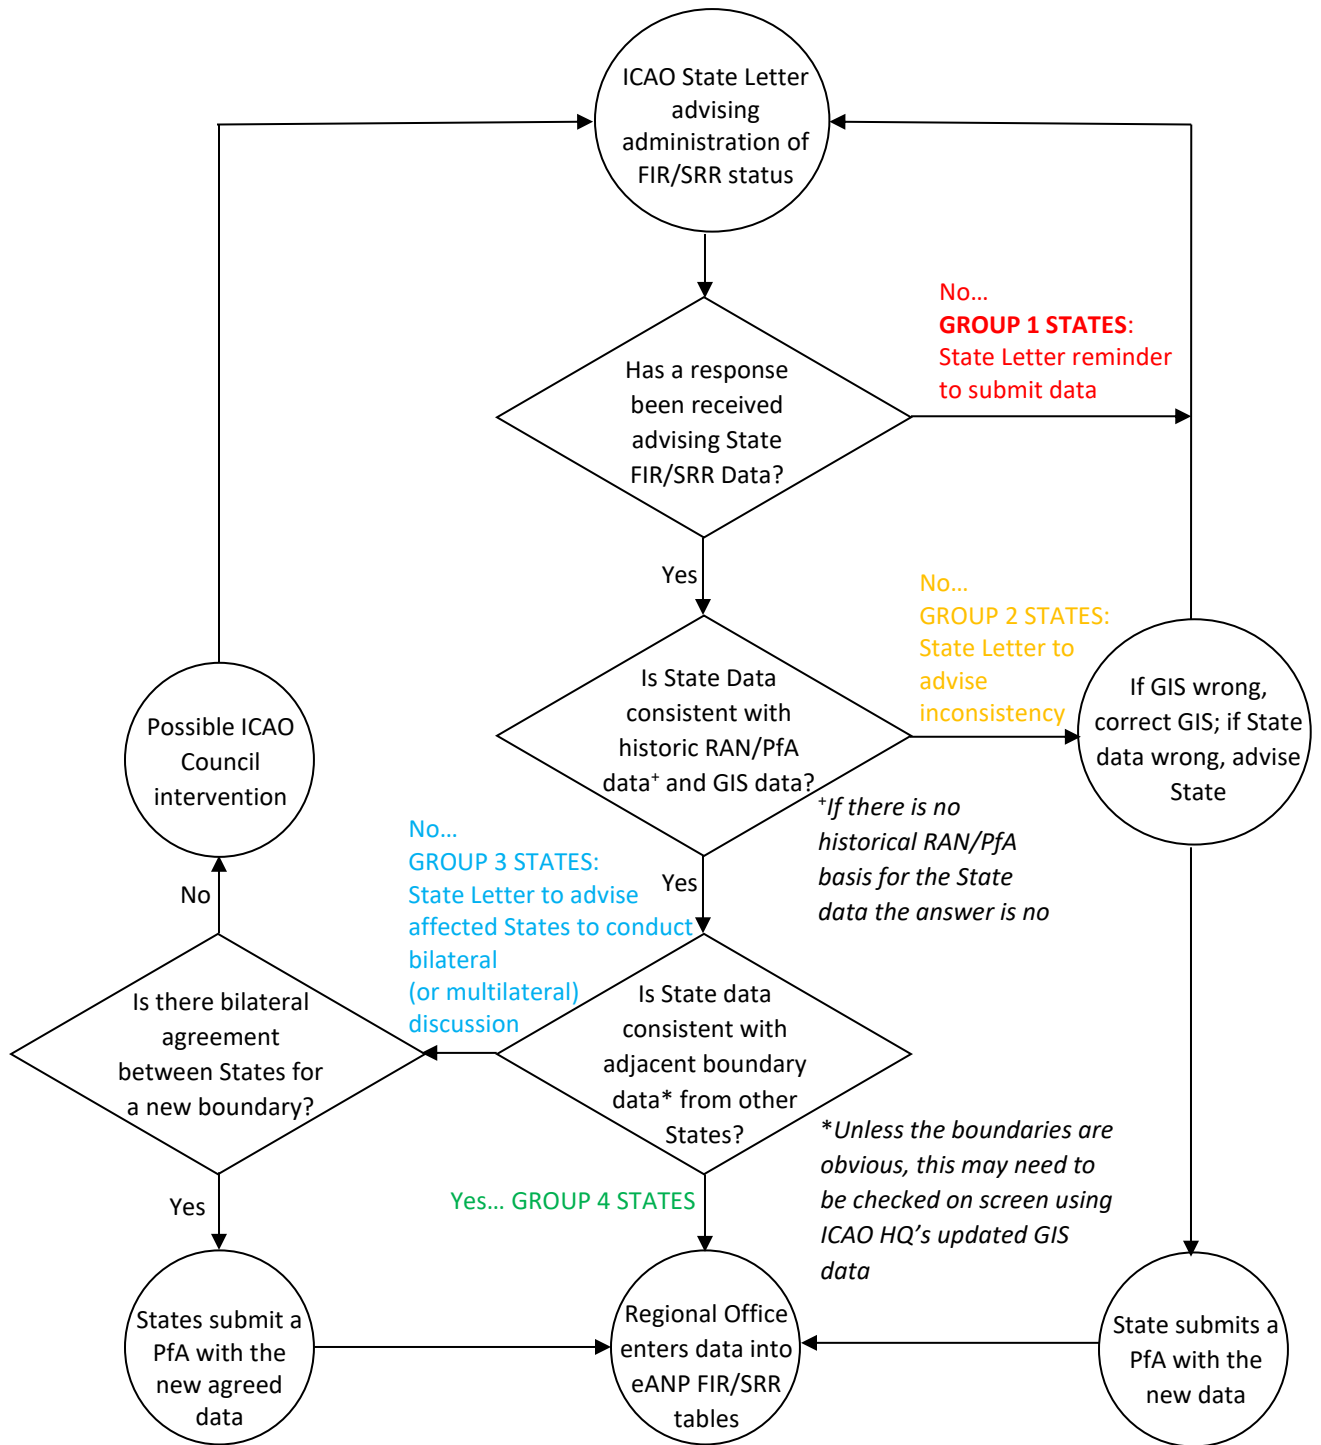 ICAO State Letter
advising
administration of
FIR/SRR status
No…
GROUP 1 STATES:
State Letter reminder
to submit data
Has a response
been received
advising State
FIR/SRR Data?
Yes
No…
GROUP 2 STATES:
State Letter to
advise
inconsistency
If GIS wrong,
correct GIS; if State
data wrong, advise
State
Is State Data
consistent with
historic RAN/PfA
data⁺ and GIS data?
⁺If there is no
historical RAN/PfA
basis for the State
data the answer is no
Possible ICAO
Council
intervention
No
No…
GROUP 3 STATES:
State Letter to advise
affected States to conduct
bilateral
(or multilateral)
discussion
Yes
Is there bilateral
agreement
between States for
a new boundary?
Is State data
consistent with
adjacent boundary
data* from other
States?
*Unless the boundaries are
obvious, this may need to
be checked on screen using
ICAO HQ’s updated GIS
data
Yes
Yes… GROUP 4 STATES
States submit a
PfA with the
new agreed
data
Regional Office
enters data into
eANP FIR/SRR
tables
State submits a
PfA with the
new data